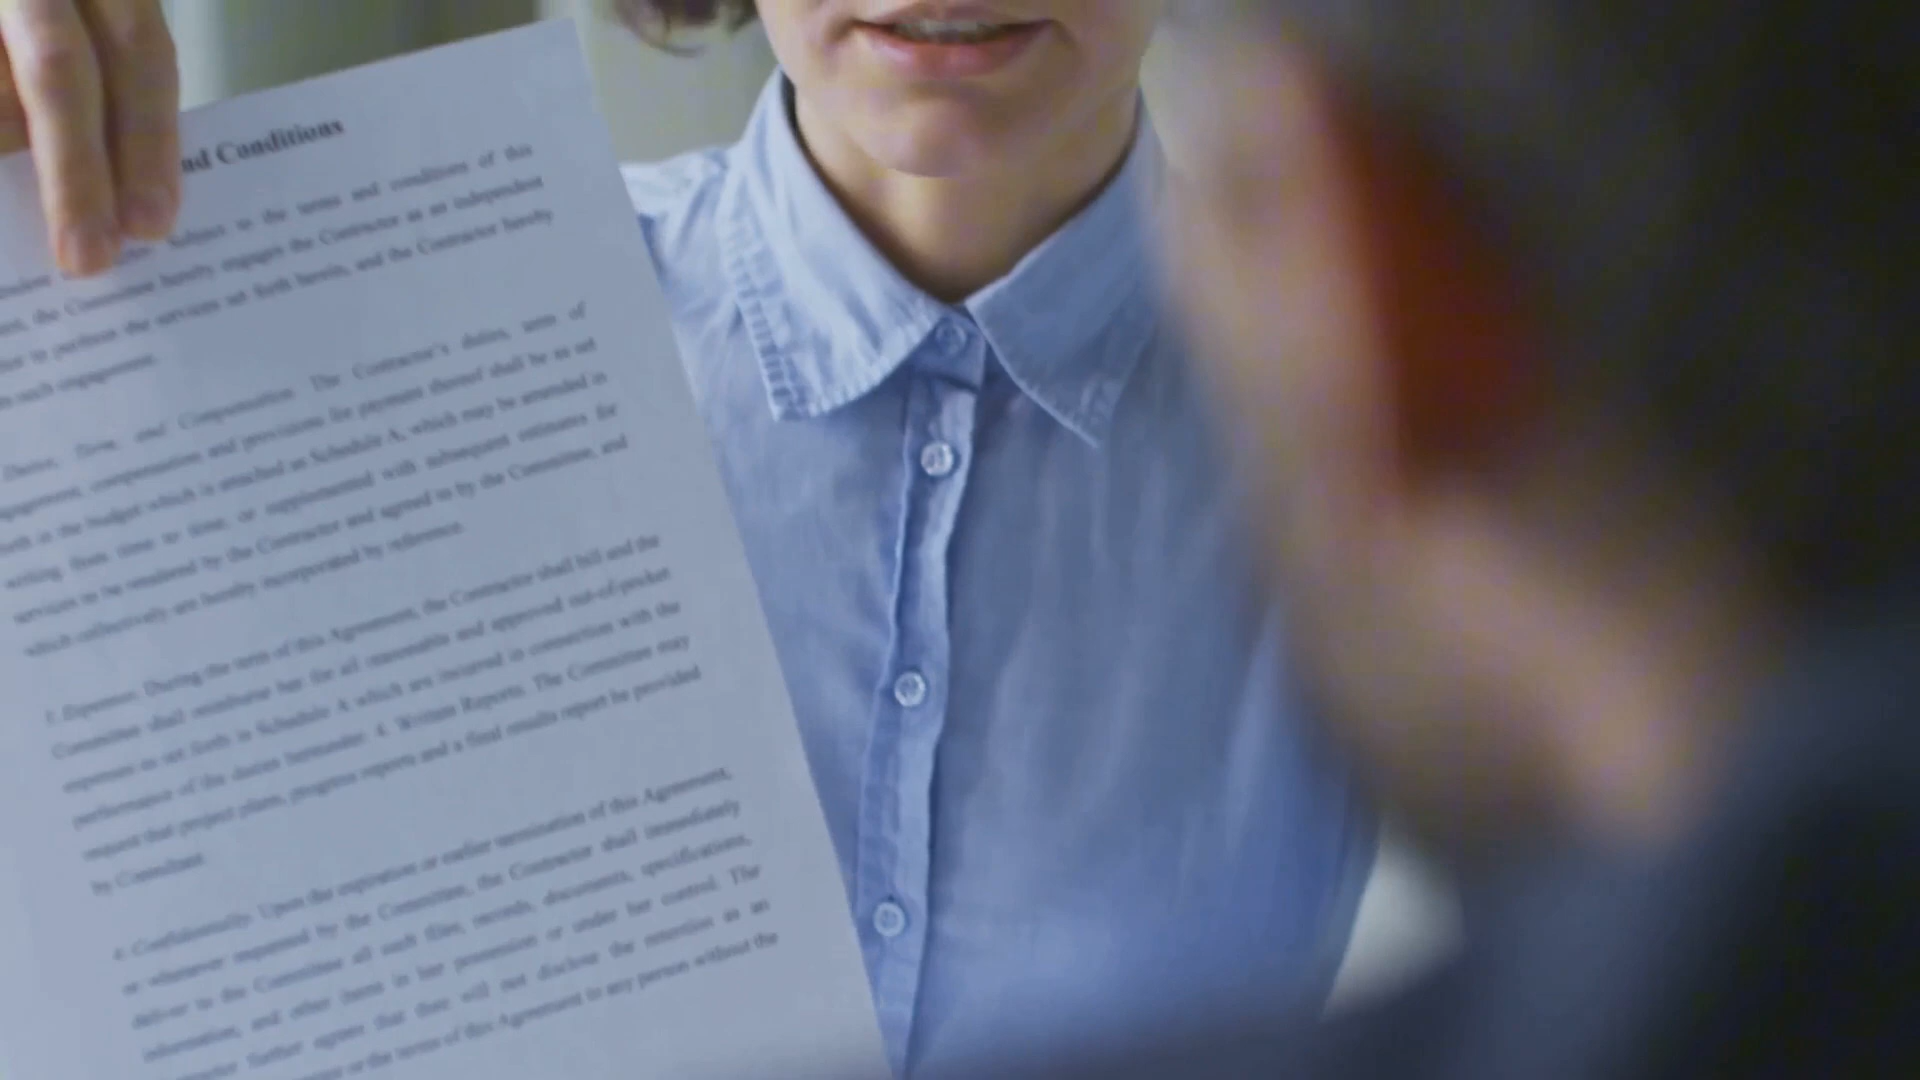 nd Conditions
Subject to the terms and conditions of this
the Committee hereby engages the Contractor as an independent
to perform the services set forth herein, and the Contractor hereby
such engagement.
Duties, Term, and Compensation. The Contractor's duties, term of
engagement, compensation and provisions for payment thereof shall be as set
forth in the budget which is attached as Schedule A, which may be amended in
writing from time to time, or supplemented with subsequent estimates for
services to be rendered by the Contractor and agreed to by the Committee, and
which collectively are hereby incorporated by reference.
Expenses. During the term of this Agreement, the Contractor shall bill and the
Committee shall reimburse her for all reasonable and approved out-of-pocket
expenses as set forth in Schedule A which are incurred in connection with the
performance of the duties hereunder. 4. Written Reports. The Committee may
request that project plans, progress reports and a final results report be provided
by Consultant.
Confidentially. Upon the expiration or earlier termination of this Agreement,
or whenever requested by the Committee, the Contractor shall immediately
deliver to the Committee all such files, records, documents, specifications,
information, and other items in her possession or under her control. The
further agrees that they will not disclose the retention as an
or the terms of this Agreement to any person without the